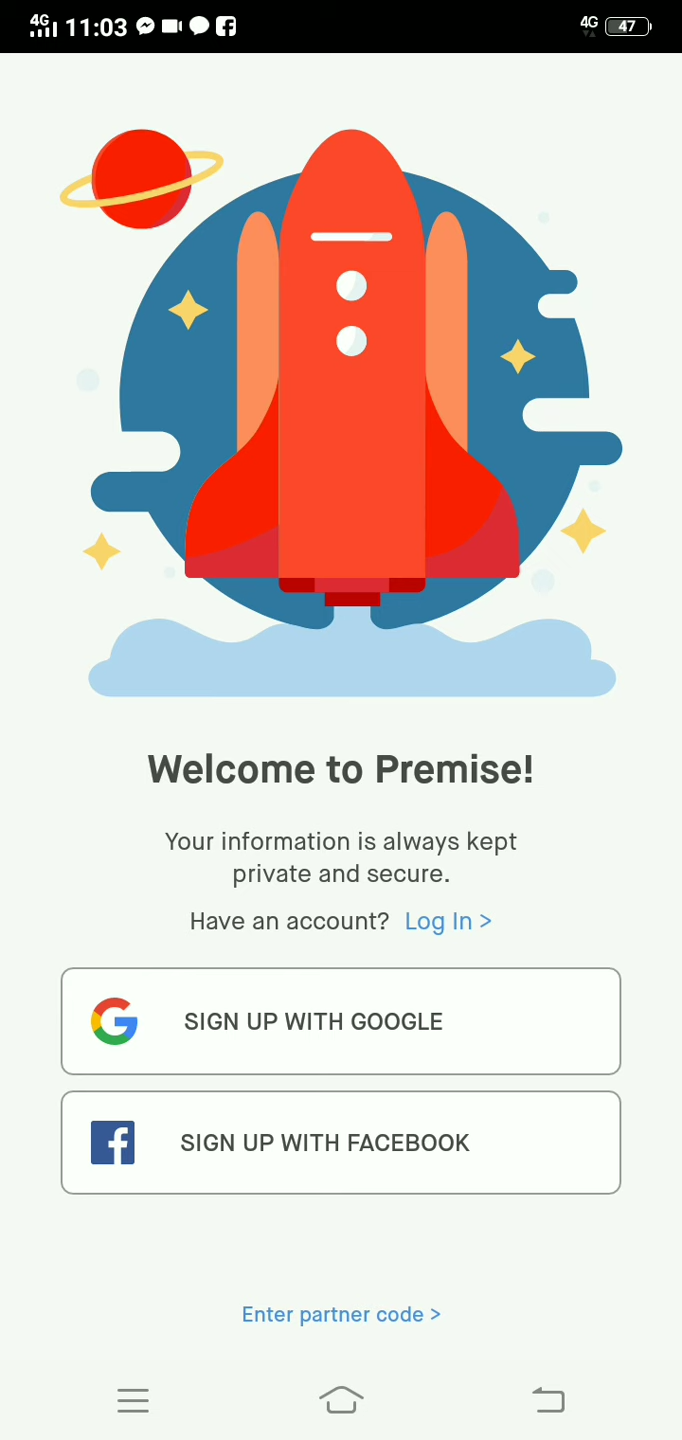 4G 11:03 4G 47
Welcome to Premise!
Your information is always kept
private and secure.
Have an account? Log In >
SIGN UP WITH GOOGLE
SIGN UP WITH FACEBOOK
Enter partner code >